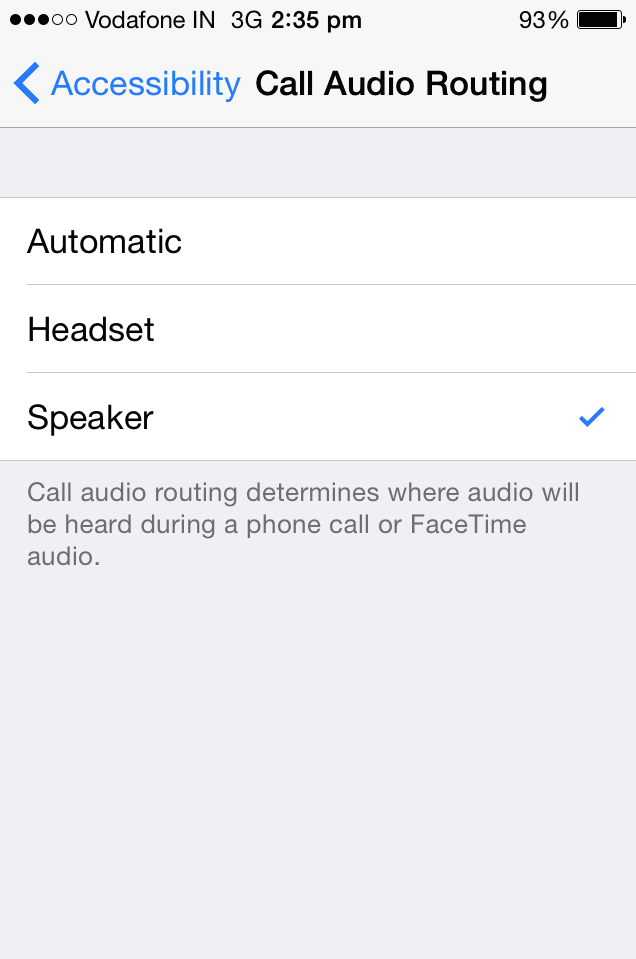 Vodafone IN 3G 2:35 pm 93%
Accessibility Call Audio Routing
Automatic
Headset
Speaker
Call audio routing determines where audio will
be heard during a phone call or FaceTime
audio.